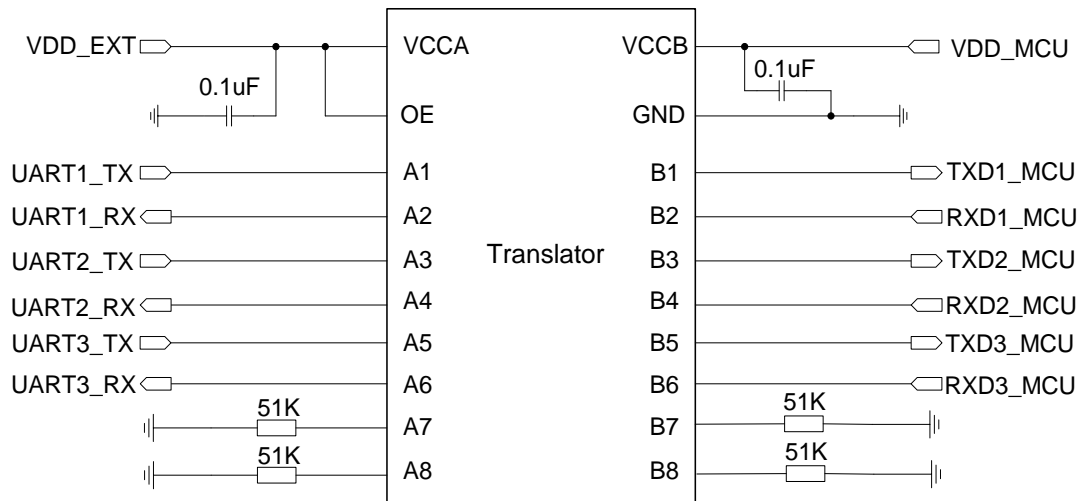 VDD_EXT VCCA VCCB VDD_MCU
0.1uF 0.1uF
OE GND
UART1_TX A1 B1 TXD1_MCU
UART1_RX A2 B2 RXD1_MCU
UART2_TX A3 Translator B3 TXD2_MCU
UART2_RX A4 B4 RXD2_MCU
UART3_TX A5 B5 TXD3_MCU
UART3_RX A6 B6 RXD3_MCU
51K A7 B7 51K
51K A8 B8 51K